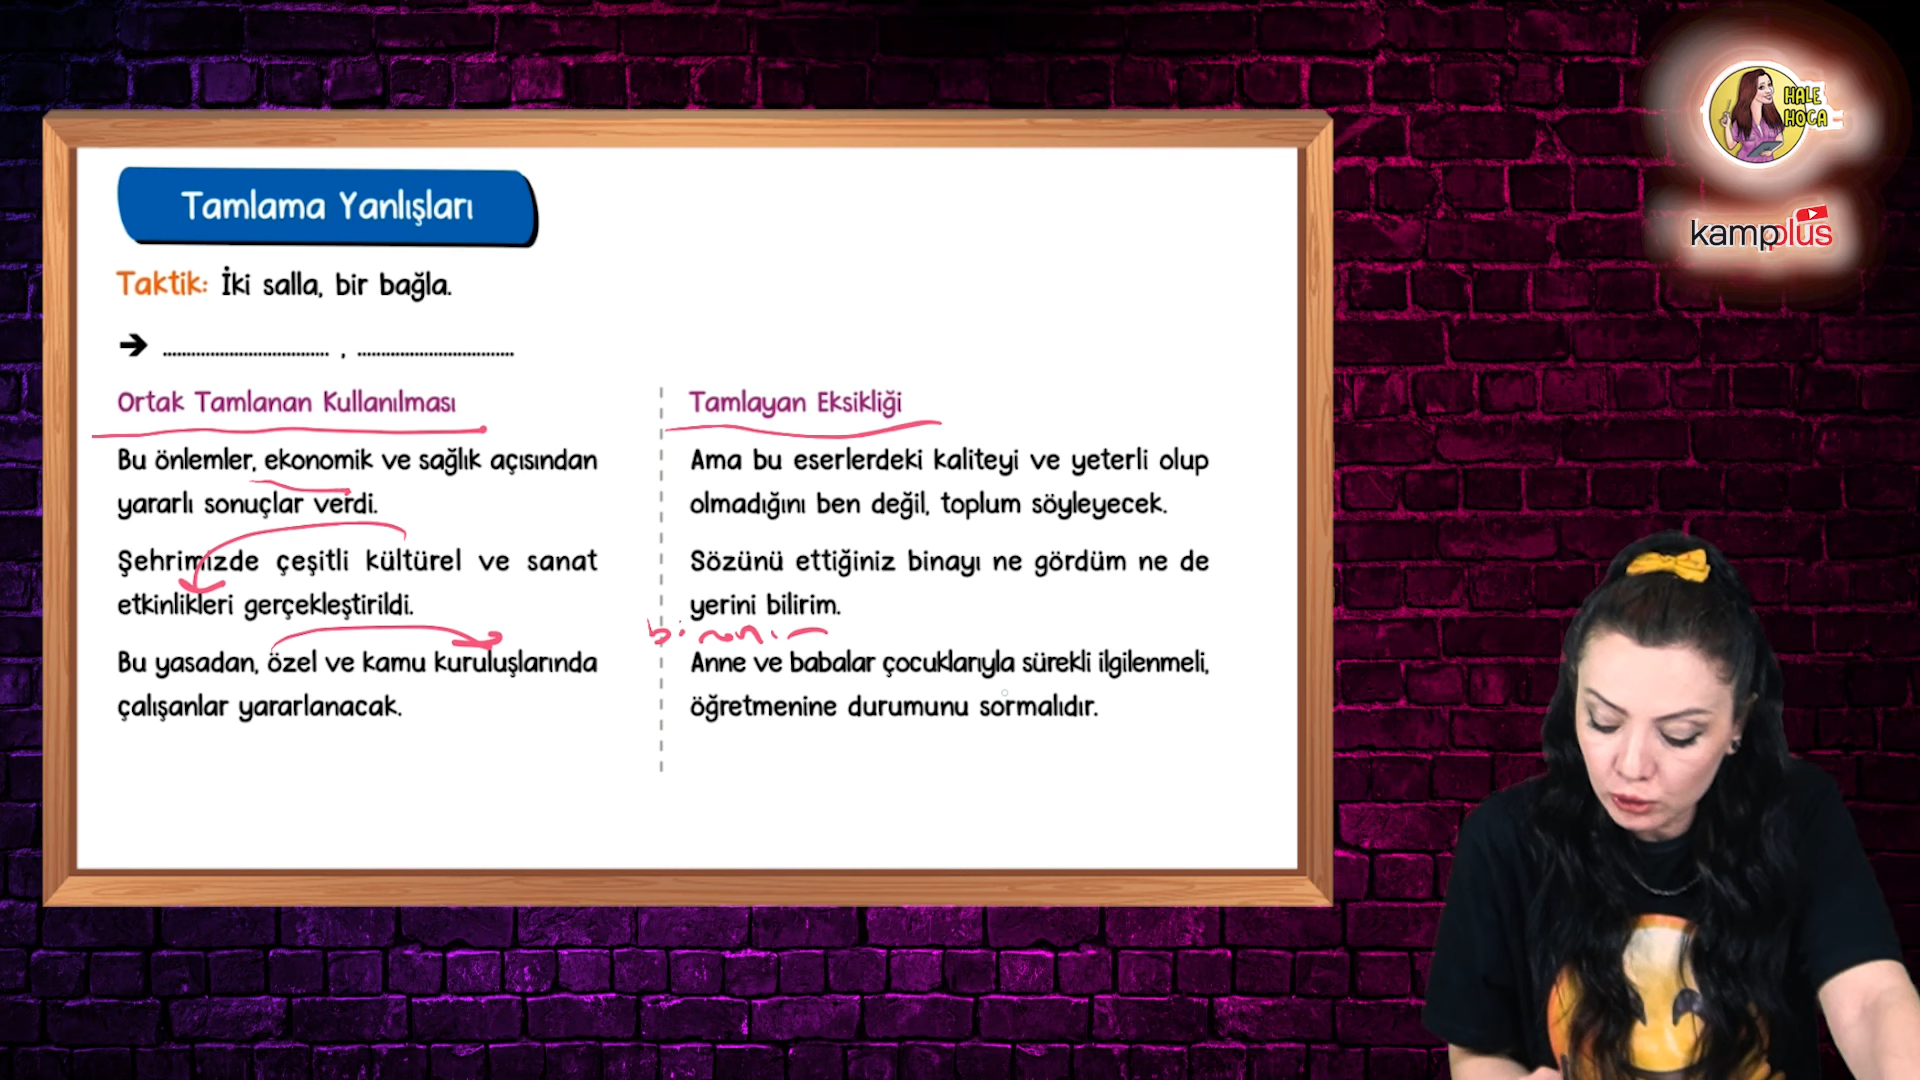 HALE
HOCA
kampplus
Tamlama Yanlışları
Taktik: İki salla, bir bağla.
➔ .................................... , ..................................
Ortak Tamlanan Kullanılması
Bu önlemler, ekonomik ve sağlık açısından
yararlı sonuçlar verdi.
Şehrimizde çeşitli kültürel ve sanat
etkinlikleri gerçekleştirildi.
Bu yasadan, özel ve kamu kuruluşlarında
çalışanlar yararlanacak.
Tamlayan Eksikliği
Ama bu eserlerdeki kaliteyi ve yeterli olup
olmadığını ben değil, toplum söyleyecek.
Sözünü ettiğiniz binayı ne gördüm ne de
yerini bilirim.
binanın
Anne ve babalar çocuklarıyla sürekli ilgilenmeli,
öğretmenine durumunu sormalıdır.